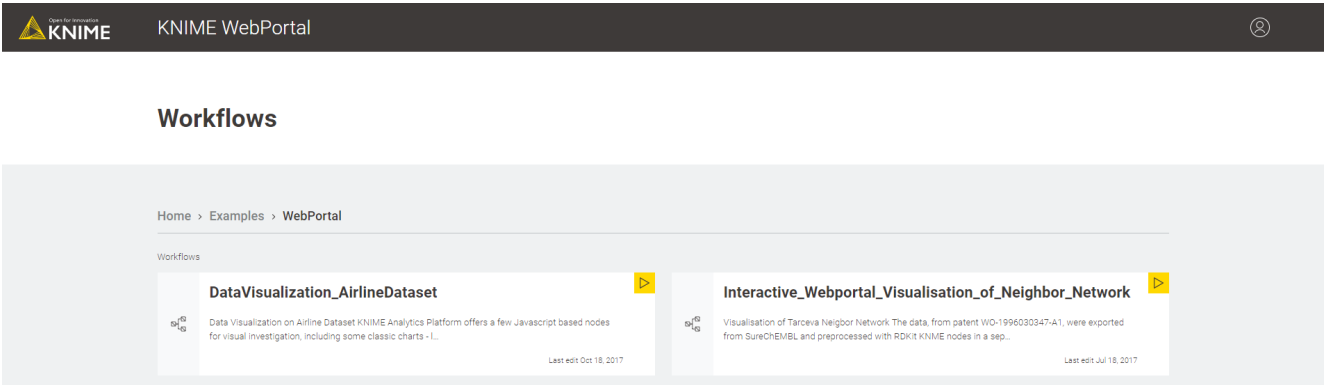 Open for Innovation
KNIME
KNIME WebPortal
Workflows
Home › Examples › WebPortal
Workflows
DataVisualization_AirlineDataset
Data Visualization on Airline Dataset KNIME Analytics Platform offers a few Javascript based nodes
for visual investigation, including some classic charts - l...
Last edit Oct 18, 2017
Interactive_Webportal_Visualisation_of_Neighbor_Network
Visualisation of Tarceva Neigbor Network The data, from patent WO-1996030347-A1, were exported
from SureChEMBL and preprocessed with RDKit KNIME nodes in a sep...
Last edit Jul 18, 2017